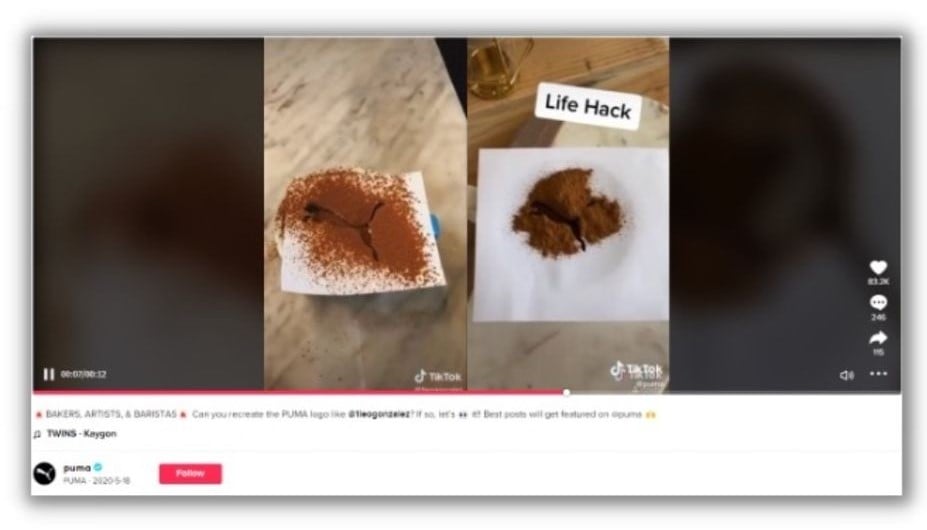 Life Hack
83.2K
246
115
00:07/00:12
TikTok
TikTok
@puma
BAKERS, ARTISTS, & BARISTAS Can you recreate the PUMA logo like @tleogonzalez? If so, let's it! Best posts will get featured on @puma
TWINS - Kaygon
puma
PUMA · 2020-5-18
Follow